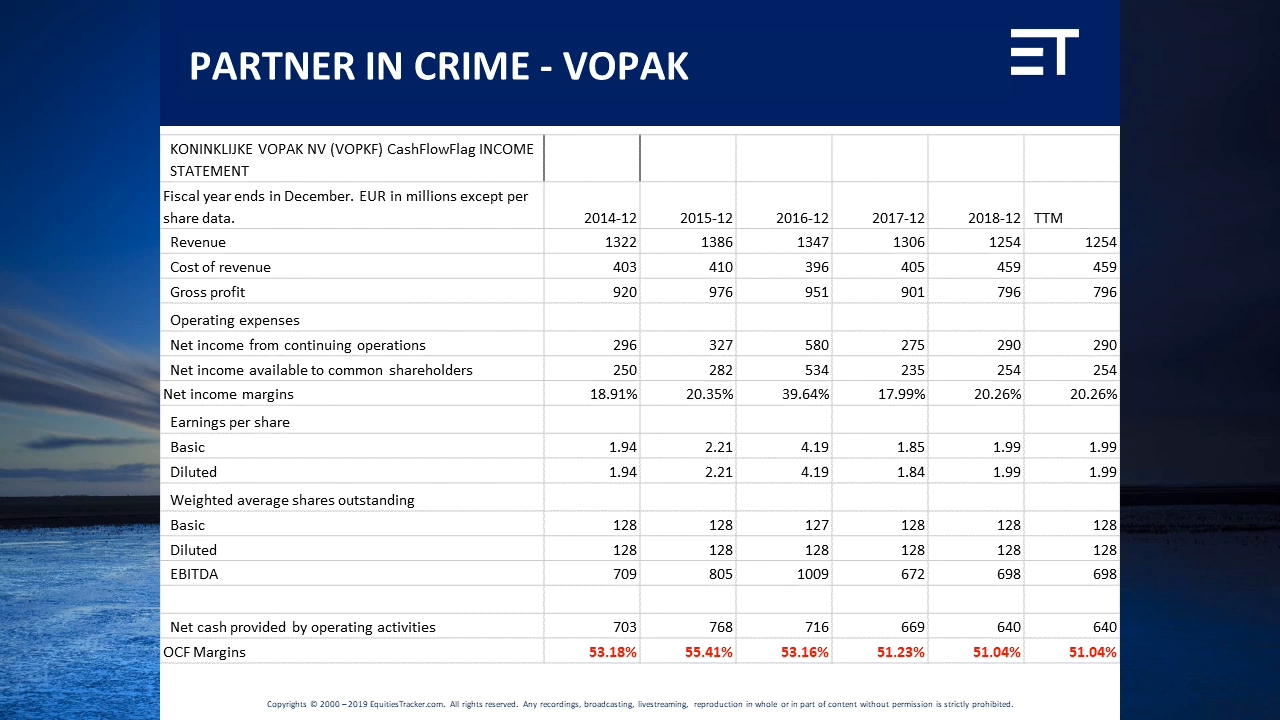 PARTNER IN CRIME - VOPAK
ET
KONINKLIJKE VOPAK NV (VOPKF) CashFlowFlag INCOME
STATEMENT
Fiscal year ends in December. EUR in millions except per
share data. 2014-12 2015-12 2016-12 2017-12 2018-12 TTM
Revenue 1322 1386 1347 1306 1254 1254
Cost of revenue 403 410 396 405 459 459
Gross profit 920 976 951 901 796 796
Operating expenses
Net income from continuing operations 296 327 580 275 290 290
Net income available to common shareholders 250 282 534 235 254 254
Net income margins 18.91% 20.35% 39.64% 17.99% 20.26% 20.26%
Earnings per share
Basic 1.94 2.21 4.19 1.85 1.99 1.99
Diluted 1.94 2.21 4.19 1.84 1.99 1.99
Weighted average shares outstanding
Basic 128 128 127 128 128 128
Diluted 128 128 128 128 128 128
EBITDA 709 805 1009 672 698 698
Net cash provided by operating activities 703 768 716 669 640 640
OCF Margins 53.18% 55.41% 53.16% 51.23% 51.04% 51.04%
Copyrights © 2000 – 2019 EquitiesTracker.com. All rights reserved. Any recordings, broadcasting, livestreaming, reproduction in whole or in part of content without permission is strictly prohibited.